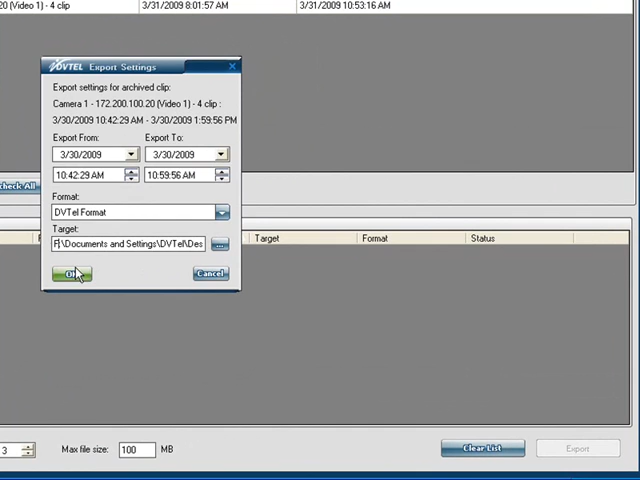 20 (Video 1) - 4 clip 3/31/2009 8:01:57 AM 3/31/2009 10:53:16 AM
DVTEL Export Settings
Export settings for archived clip:
Camera 1 - 172.200.100.20 (Video 1) - 4 clip :
3/30/2009 10:42:29 AM - 3/30/2009 1:59:56 PM
Export From: Export To:
3/30/2009 3/30/2009
10:42:29 AM 10:59:56 AM
check All
Format:
DVTel Format
Target:
F:\Documents and Settings\DVTel\Des ...
Target Format Status
OK Cancel
3 Max file size: 100 MB Clear List Export